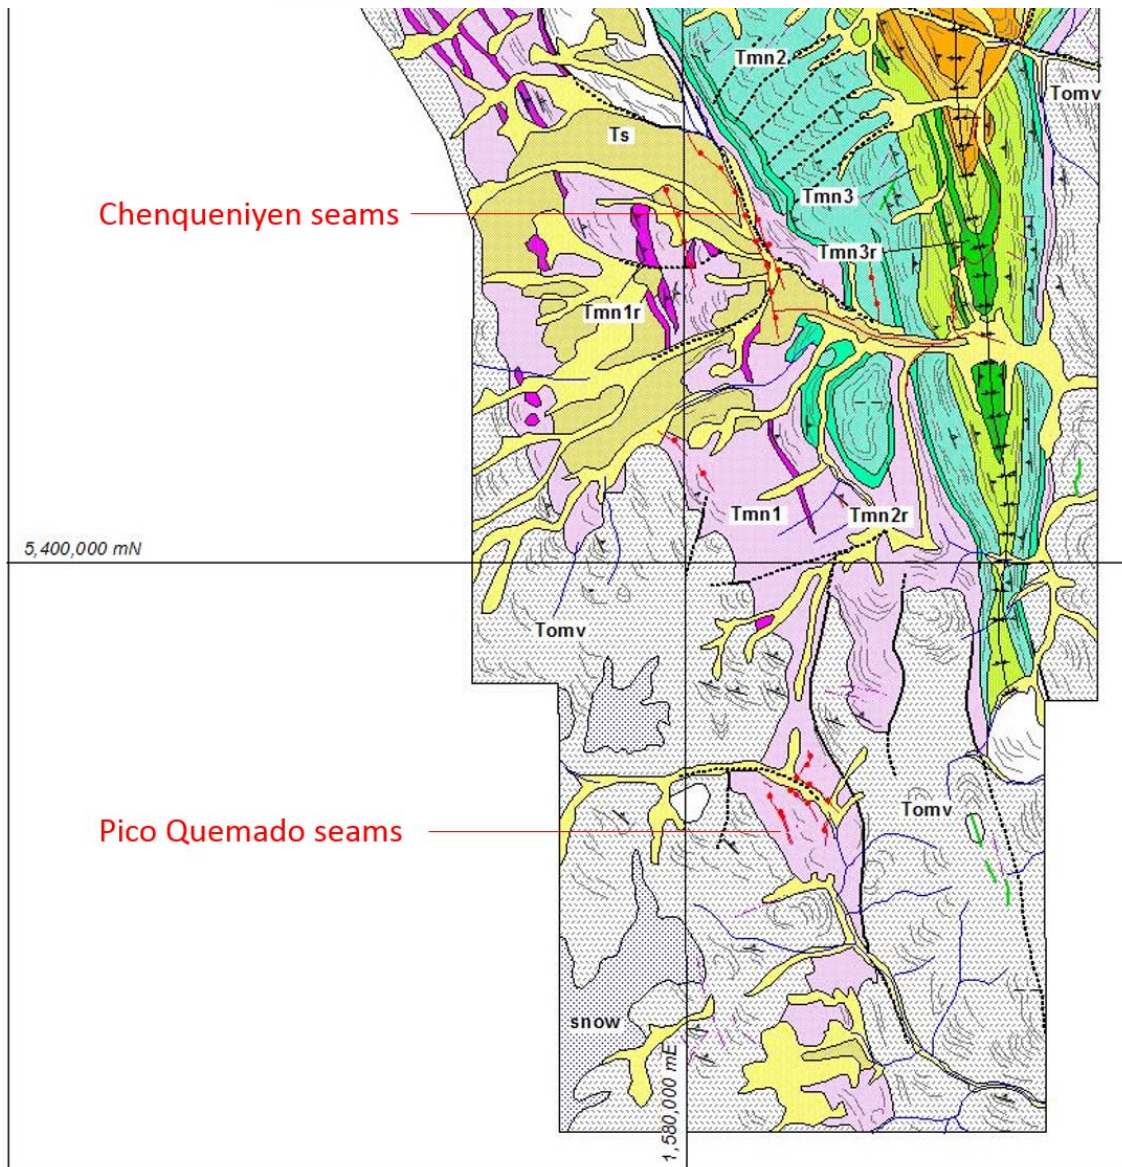 Tmn2
Tomv
Ts
Tmn3
Chenqueniyen seams
Tmn3r
Tmn1r
Tmn1
Tmn2r
5,400,000 mN
Tomv
Tomv
Pico Quemado seams
snow
1,580,000 mE